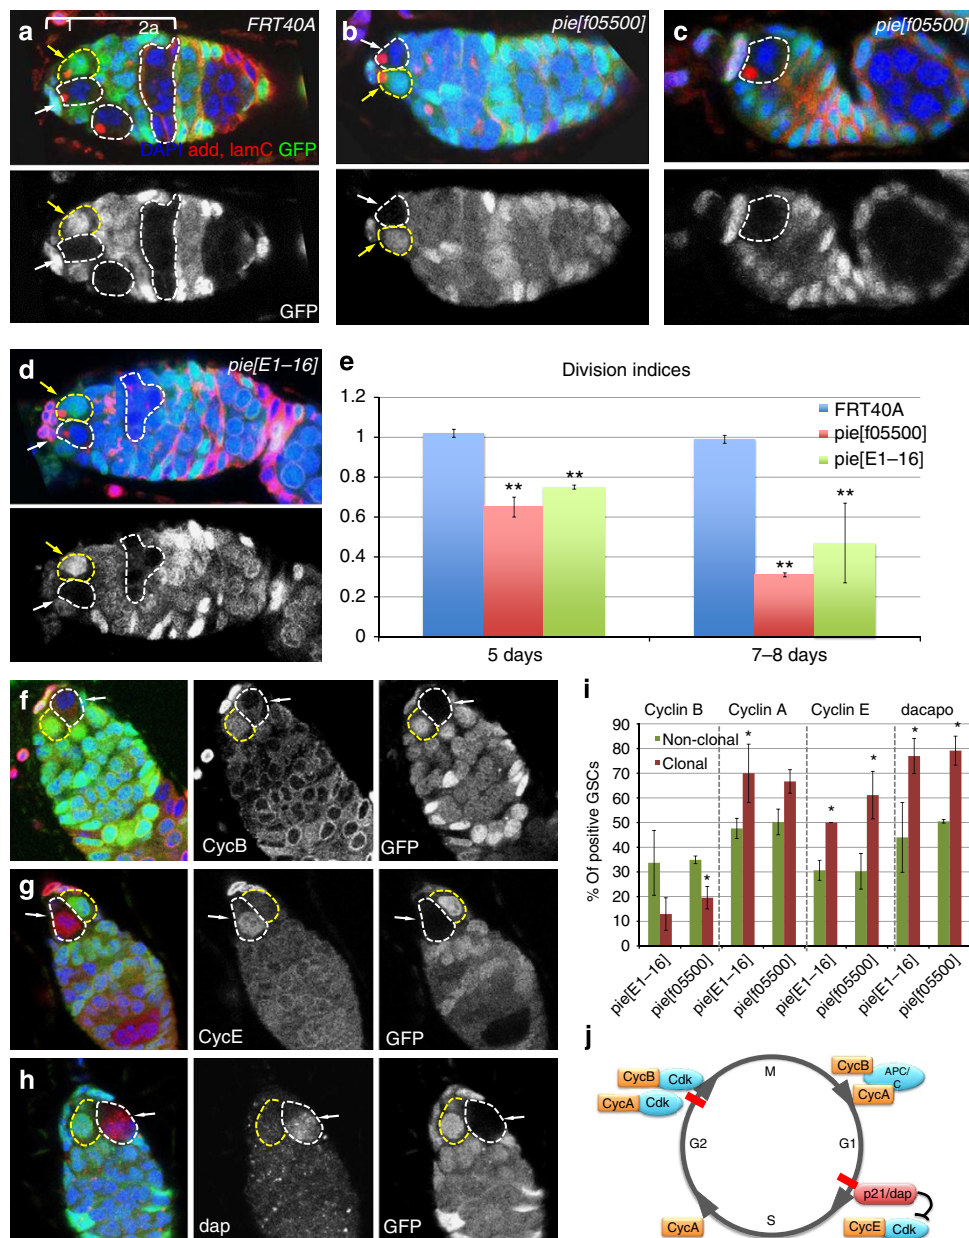 a
FRT40A
2a
DAPI add, lamC GFP
GFP
b
pie[f05500]
c
pie[f05500]
d
pie[E1–16]
e
Division indices
1.2
1
0.8
0.6
0.4
0.2
0
FRT40A
pie[f05500]
pie[E1–16]
**
**
**
**
5 days
7–8 days
f
CycB
GFP
g
CycE
GFP
h
dap
GFP
i
Cyclin B
Cyclin A
Cyclin E
dacapo
% Of positive GSCs
90
80
70
60
50
40
30
20
10
0
Non-clonal
Clonal
*
*
*
*
*
*
pie[E1–16]
pie[f05500]
pie[E1–16]
pie[f05500]
pie[E1–16]
pie[f05500]
pie[E1–16]
pie[f05500]
j
CycB Cdk
CycA Cdk
M
CycB
APC/
C
CycA
G2
G1
p21/dap
S
CycA
CycE Cdk